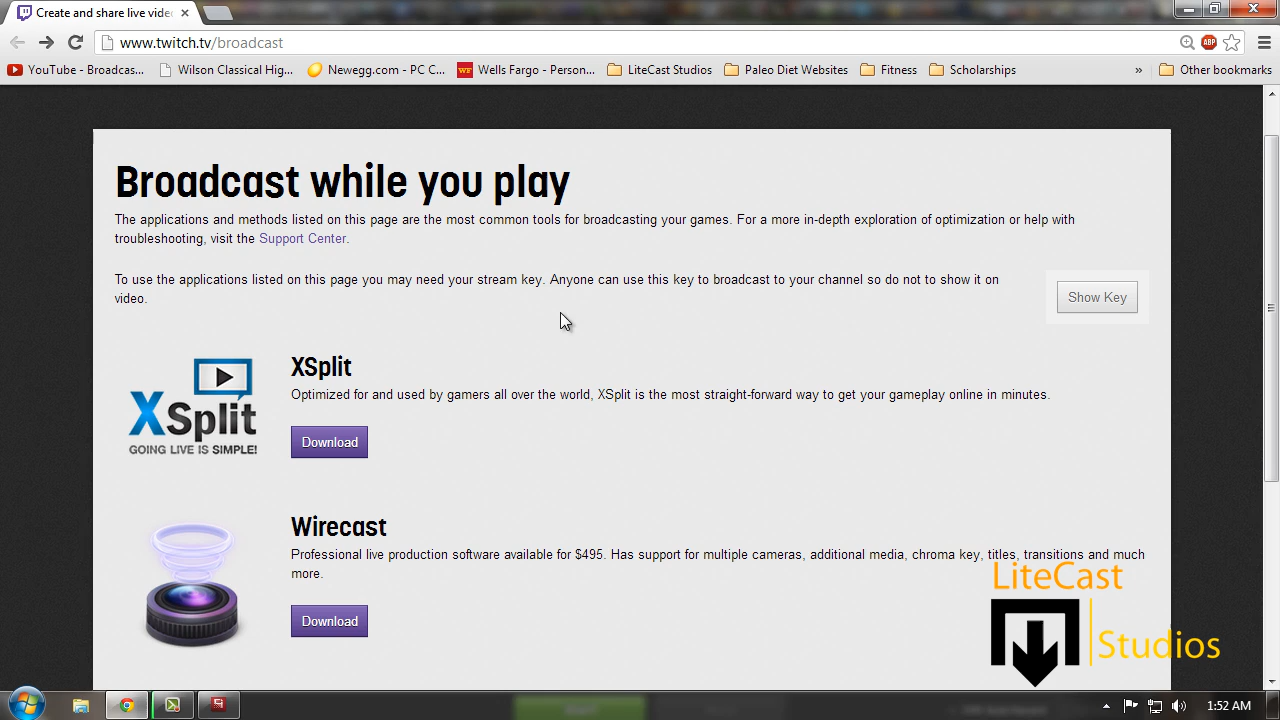 Create and share live vide
www.twitch.tv/broadcast
ABP
YouTube - Broadcas...
Wilson Classical Hig...
WF
Newegg.com - PC C...
Wells Fargo - Person...
LiteCast Studios
Paleo Diet Websites
Fitness
Scholarships
»
Other bookmarks
Broadcast while you play
The applications and methods listed on this page are the most common tools for broadcasting your games. For a more in-depth exploration of optimization or help with
troubleshooting, visit the Support Center.
To use the applications listed on this page you may need your stream key. Anyone can use this key to broadcast to your channel so do not to show it on
video.
Show Key
XSplit
GOING LIVE IS SIMPLE!
XSplit
Optimized for and used by gamers all over the world, XSplit is the most straight-forward way to get your gameplay online in minutes.
Download
Wirecast
Professional live production software available for $495. Has support for multiple cameras, additional media, chroma key, titles, transitions and much
more.
Download
LiteCast
Studios
1:52 AM